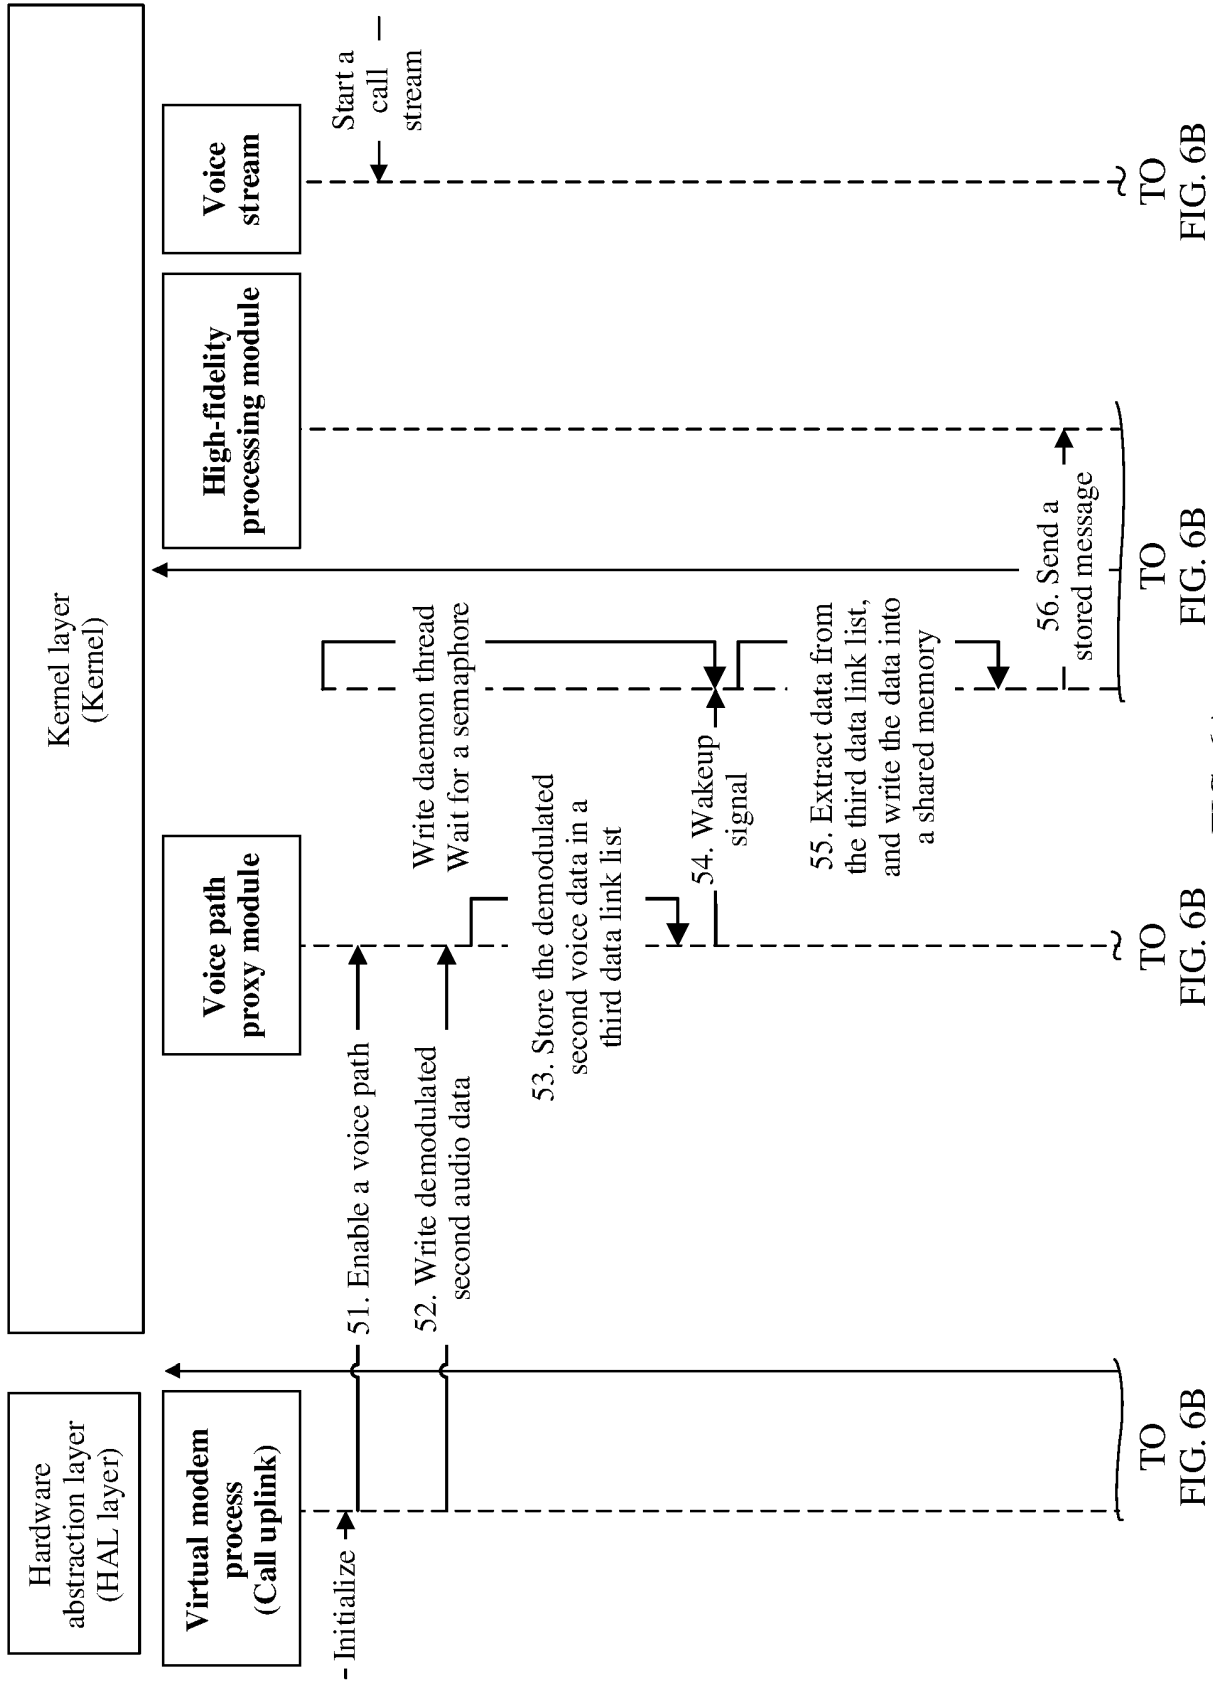 Hardware
abstraction layer
(HAL layer)
Kernel layer
(Kernel)
Virtual modem
process
(Call uplink)
Voice path
proxy module
High-fidelity
processing module
Voice
stream
Initialize
Start a
call
stream
51. Enable a voice path
52. Write demodulated
second audio data
Write daemon thread
Wait for a semaphore
53. Store the demodulated
second voice data in a
third data link list
54. Wakeup
signal
55. Extract data from
the third data link list,
and write the data into
a shared memory
56. Send a
stored message
TO
FIG. 6B
TO
FIG. 6B
TO
FIG. 6B
TO
FIG. 6B